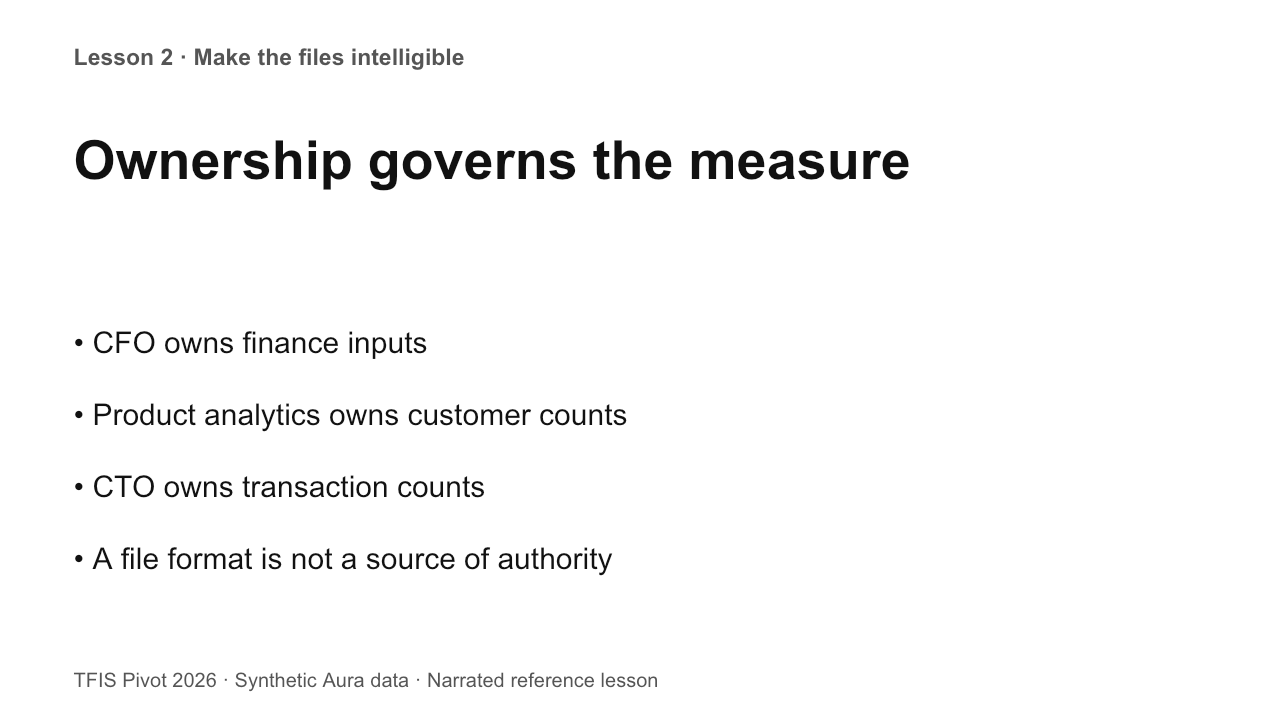 Lesson 2 · Make the files intelligible
Ownership governs the measure
• CFO owns finance inputs
• Product analytics owns customer counts
• CTO owns transaction counts
• A file format is not a source of authority
TFIS Pivot 2026 · Synthetic Aura data · Narrated reference lesson